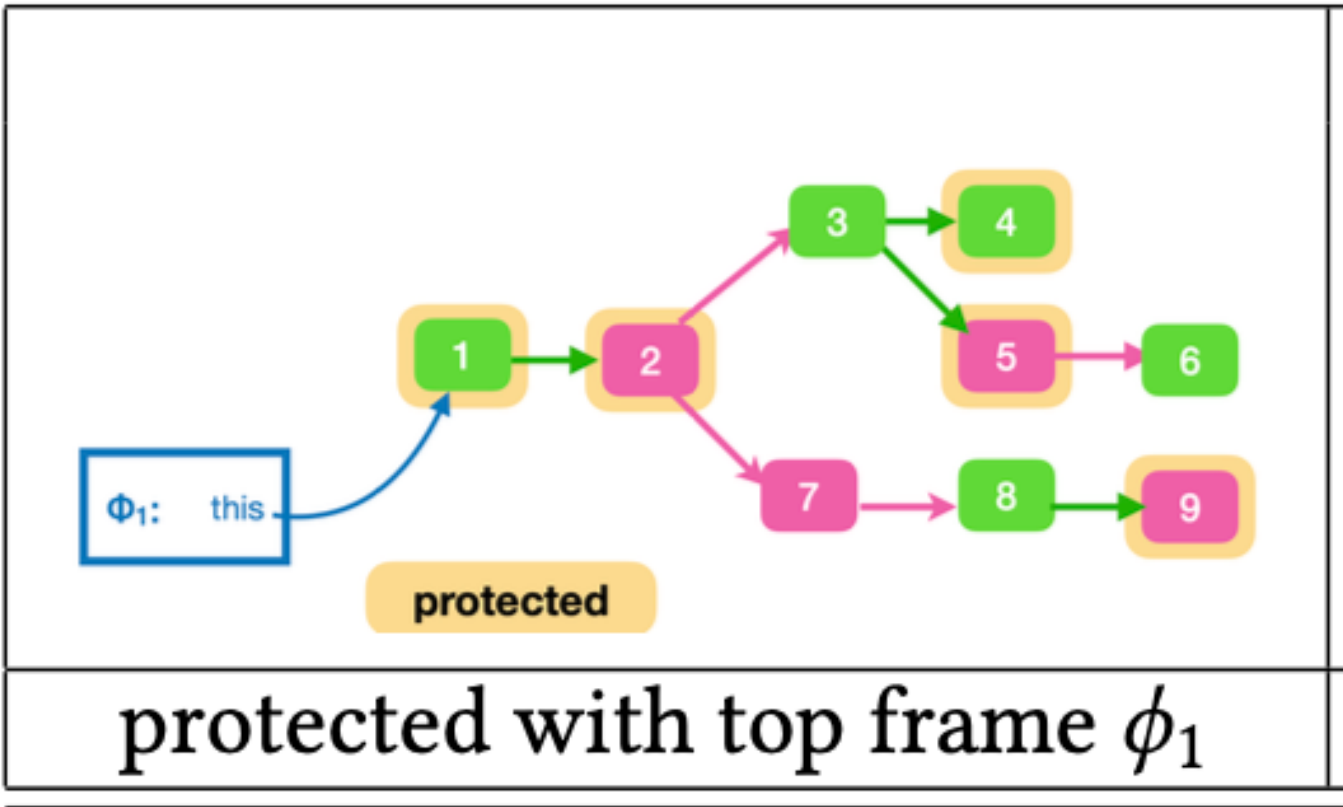 3 4
1 2 5 6
Φ₁: this 7 8 9
protected
protected with top frame ϕ₁